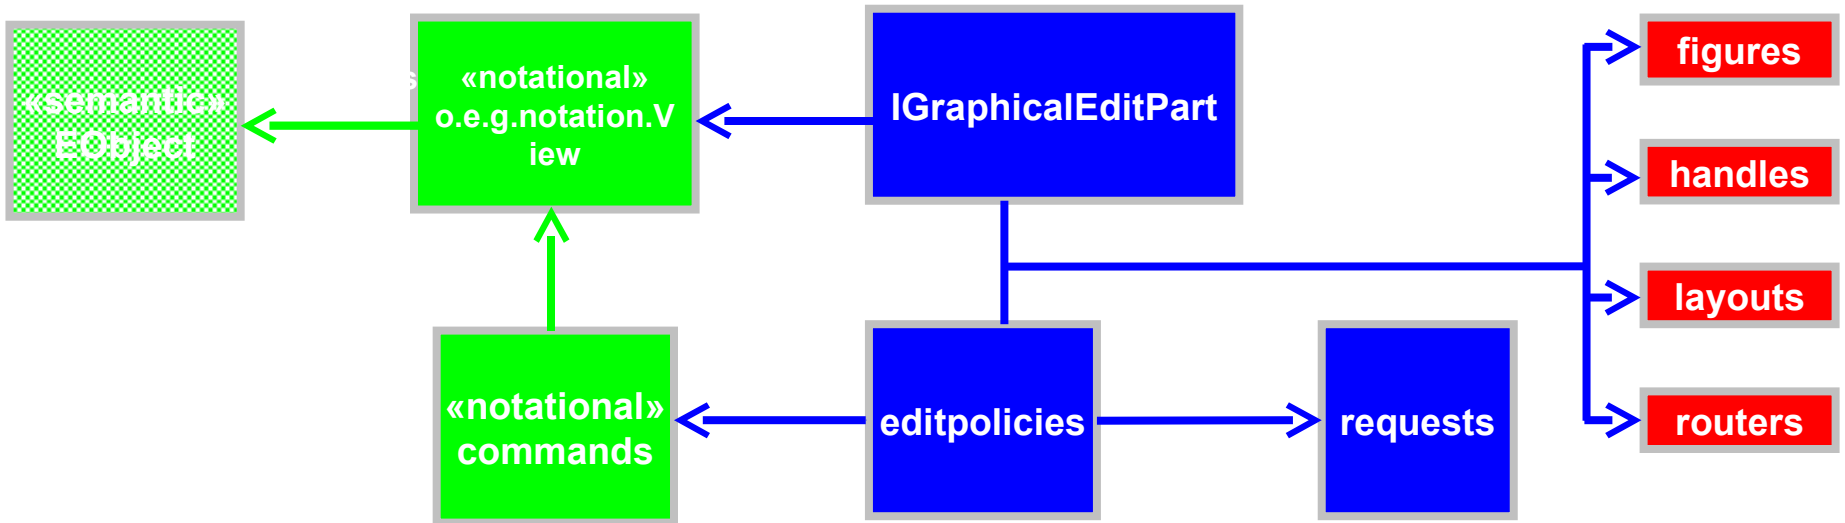 «semantic»
EObject
s
«notational»
o.e.g.notation.V
iew
IGraphicalEditPart
figures
handles
layouts
routers
«notational»
commands
editpolicies
requests